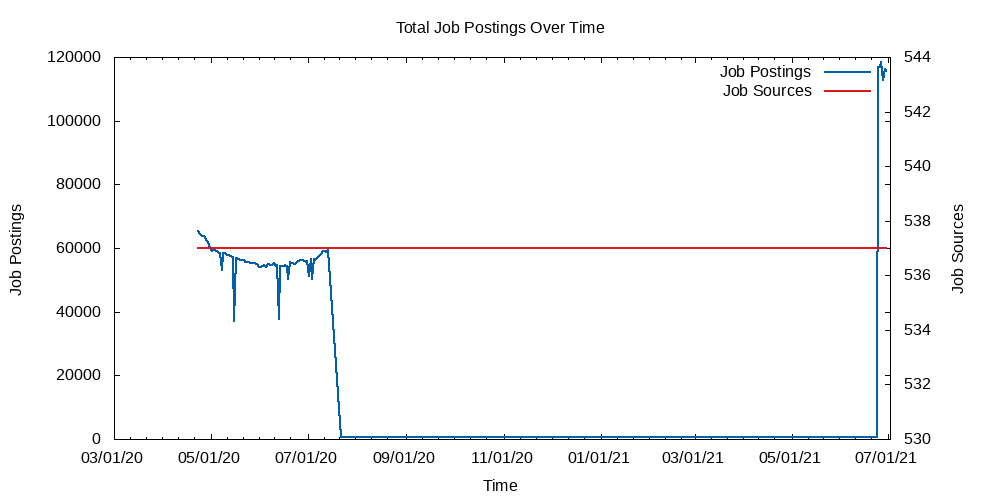 Total Job Postings Over Time
Job Postings
Job Sources
120000
100000
80000
60000
40000
20000
0
544
542
540
538
536
534
532
530
Job Postings
Job Sources
03/01/20 05/01/20 07/01/20 09/01/20 11/01/20 01/01/21 03/01/21 05/01/21 07/01/21
Time